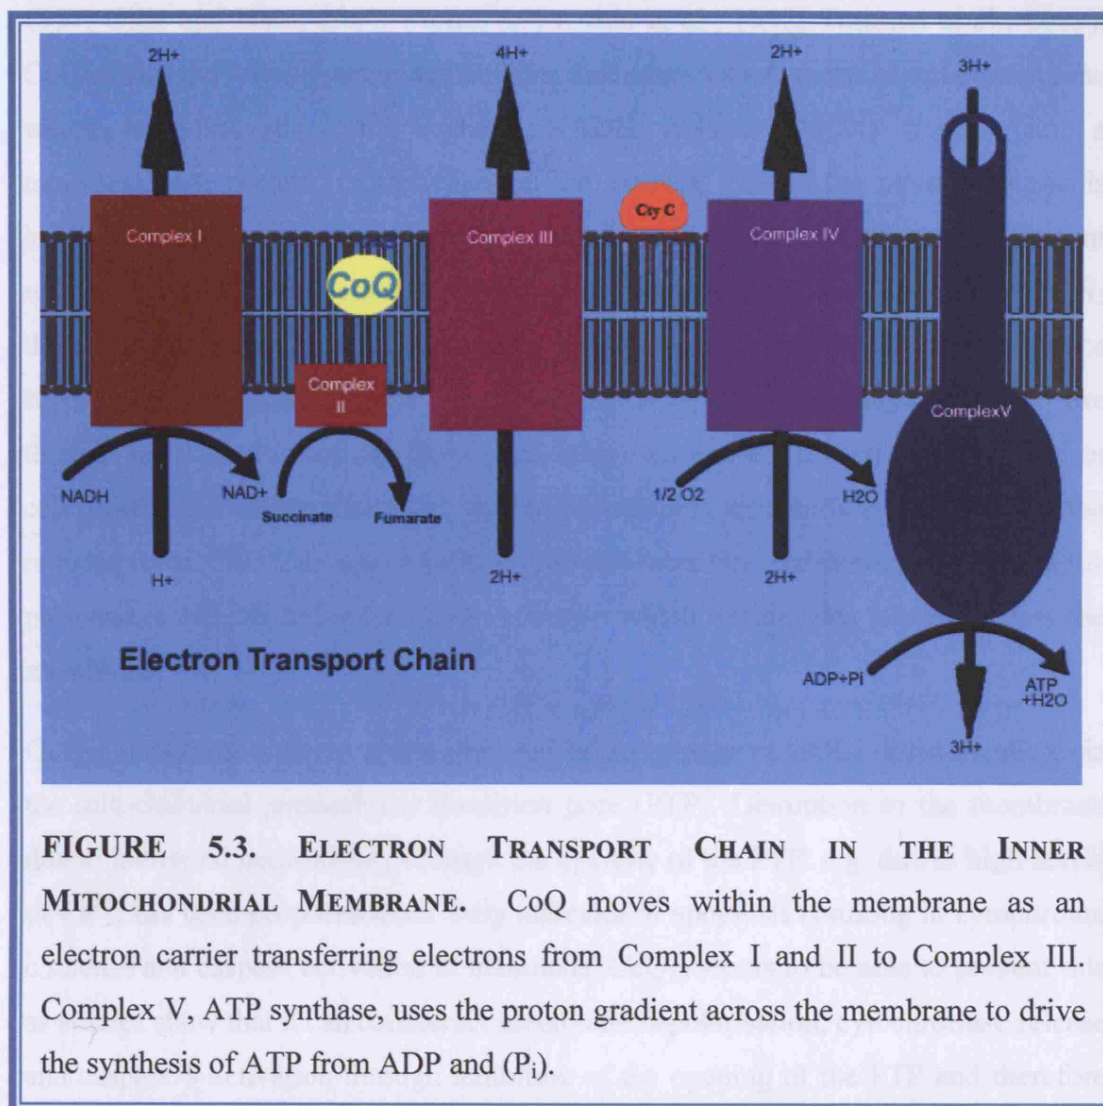 2H+ 4H+ 2H+ 3H+
Complex I
Complex III
Cty C
Complex IV
CoQ
Complex
II
ComplexV
NADH
NAD+
Succinate
Fumarate
1/2 O2
H2O
H+
2H+
2H+
Electron Transport Chain
ADP+Pi
ATP
+H2O
3H+
FIGURE 5.3. ELECTRON TRANSPORT CHAIN IN THE INNER
MITOCHONDRIAL MEMBRANE. CoQ moves within the membrane as an
electron carrier transferring electrons from Complex I and II to Complex III.
Complex V, ATP synthase, uses the proton gradient across the membrane to drive
the synthesis of ATP from ADP and (Pi).